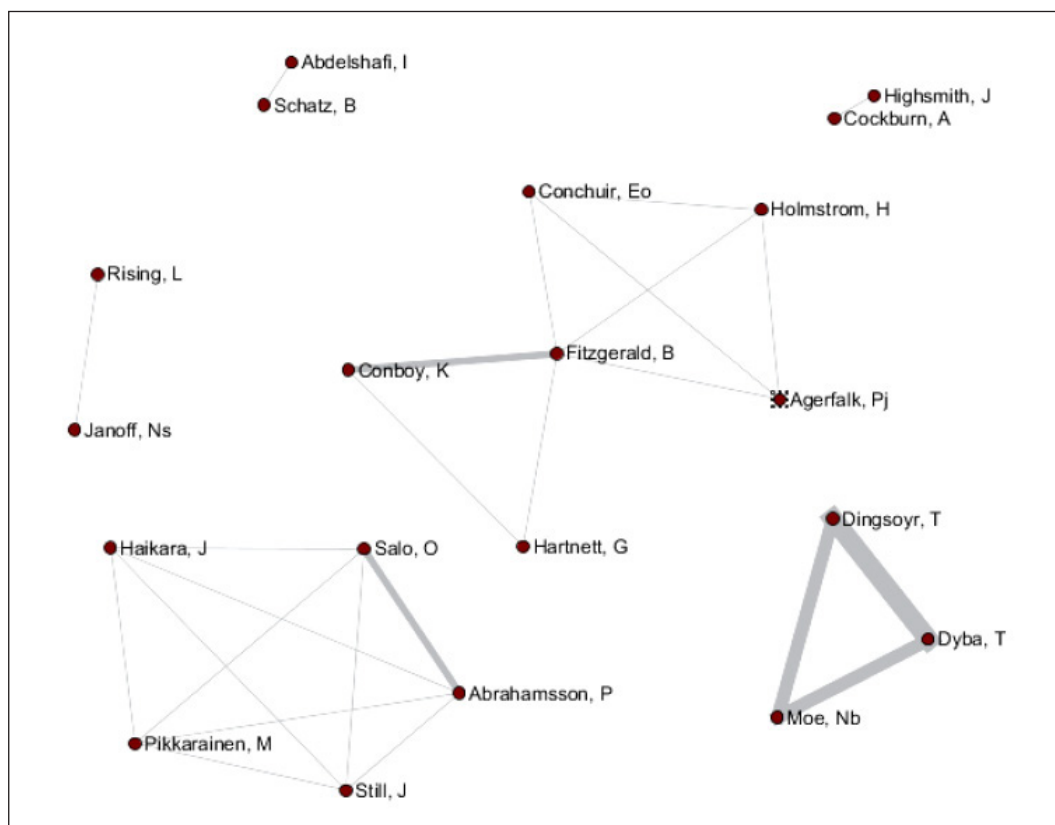 Abdelshafi, I
Schatz, B
Highsmith, J
Cockburn, A
Conchuir, Eo
Holmstrom, H
Rising, L
Fitzgerald, B
Conboy, K
Agerfalk, Pj
Janoff, Ns
Dingsoyr, T
Haikara, J
Salo, O
Hartnett, G
Dyba, T
Abrahamsson, P
Moe, Nb
Pikkarainen, M
Still, J